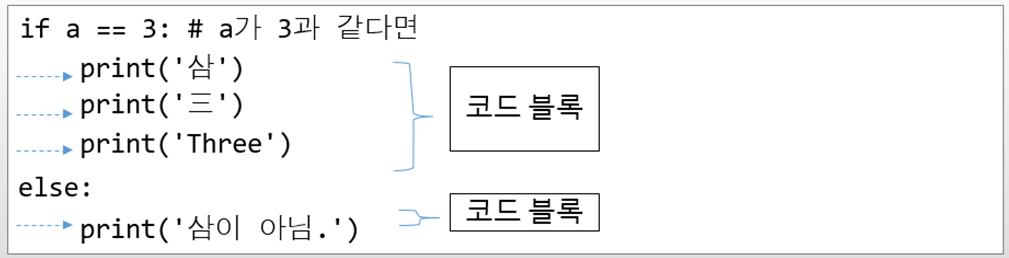 if a == 3: # a가 3과 같다면
print('삼')
print('三')
print('Three')
코드 블록
else:
print('삼이 아님.')
코드 블록